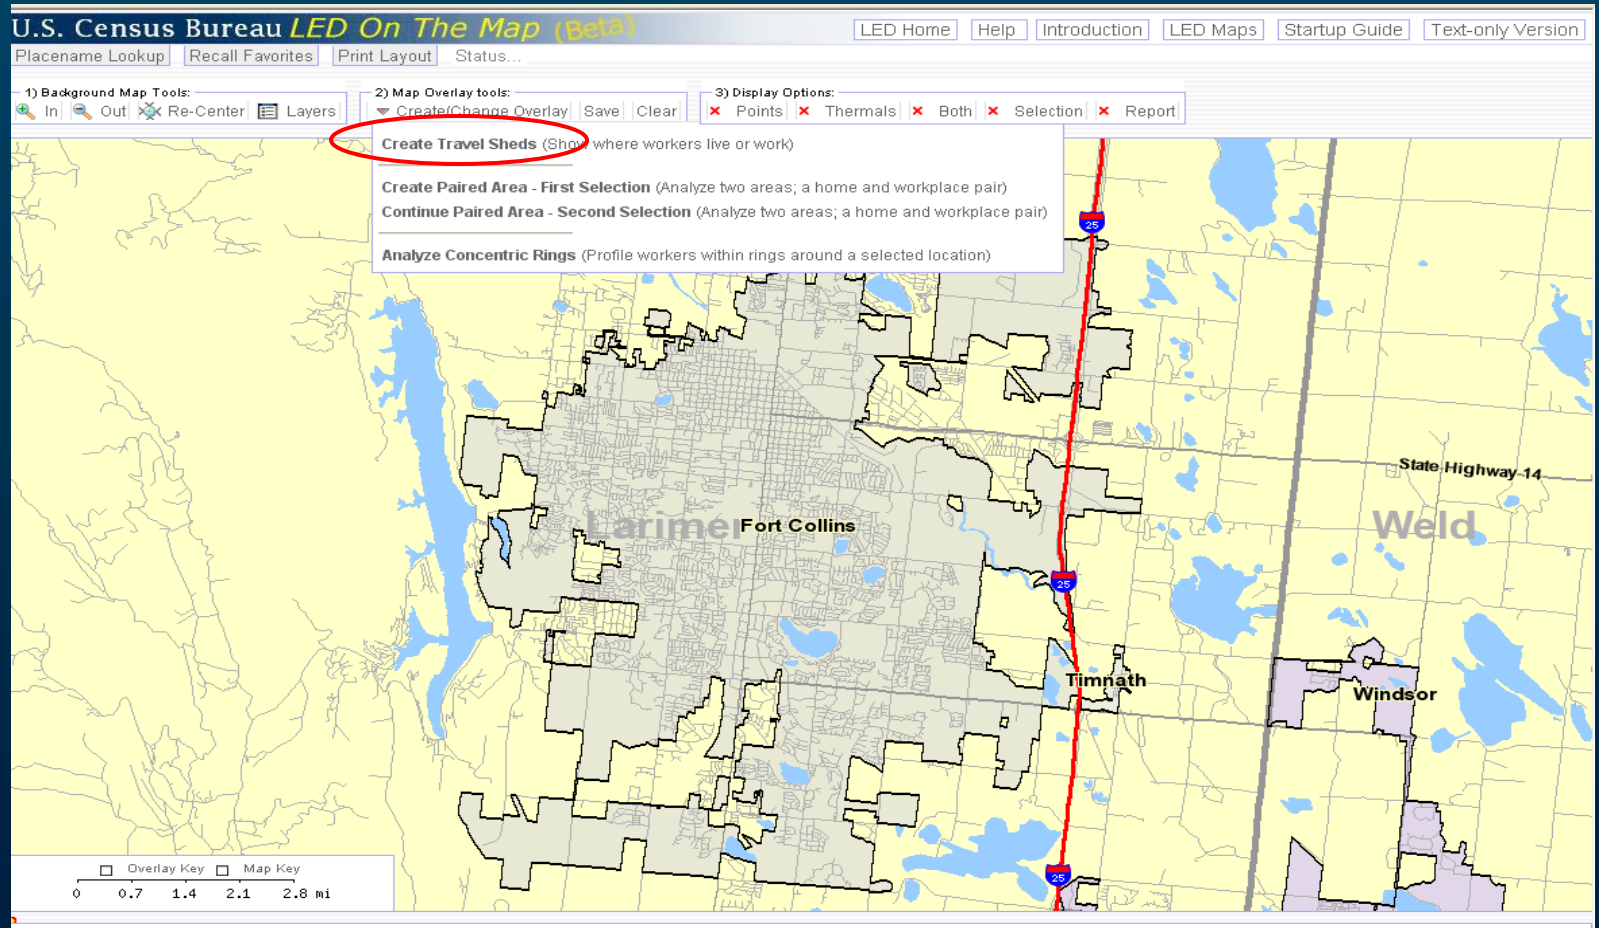 U.S. Census Bureau LED On The Map (Beta)
LED Home Help Introduction LED Maps Startup Guide Text-only Version
Placename Lookup Recall Favorites Print Layout Status...
1) Background Map Tools: 2) Map Overlay tools: 3) Display Options:
In Out Re-Center Layers Create/Change Overlay Save Clear Points Thermals Both Selection Report
Create Travel Sheds (Show where workers live or work)
Create Paired Area - First Selection (Analyze two areas; a home and workplace pair)
Continue Paired Area - Second Selection (Analyze two areas; a home and workplace pair)
Analyze Concentric Rings (Profile workers within rings around a selected location)
25
State Highway 14
Larimer Fort Collins Weld
25
Timnath
Windsor
Overlay Key Map Key
0 0.7 1.4 2.1 2.8 mi
25